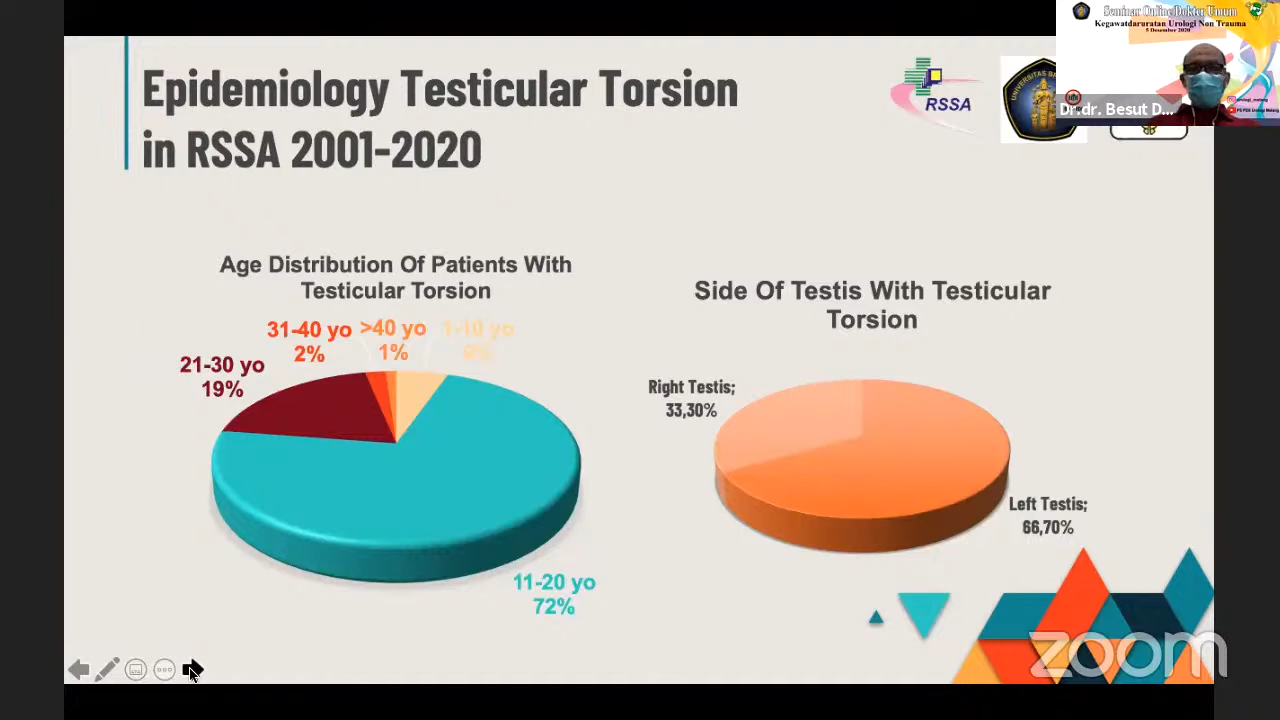 Seminar Online Dokter Umum
Kegawatdaruratan Urologi Non Trauma
5 Desember 2020
Dr.dr. Besut D...
Epidemiology Testicular Torsion
in RSSA 2001-2020
RSSA
Age Distribution Of Patients With
Testicular Torsion
31-40 yo
2%
>40 yo
1%
1-10 yo
21-30 yo
19%
11-20 yo
72%
Side Of Testis With Testicular
Torsion
Right Testis;
33,30%
Left Testis;
66,70%
zoom